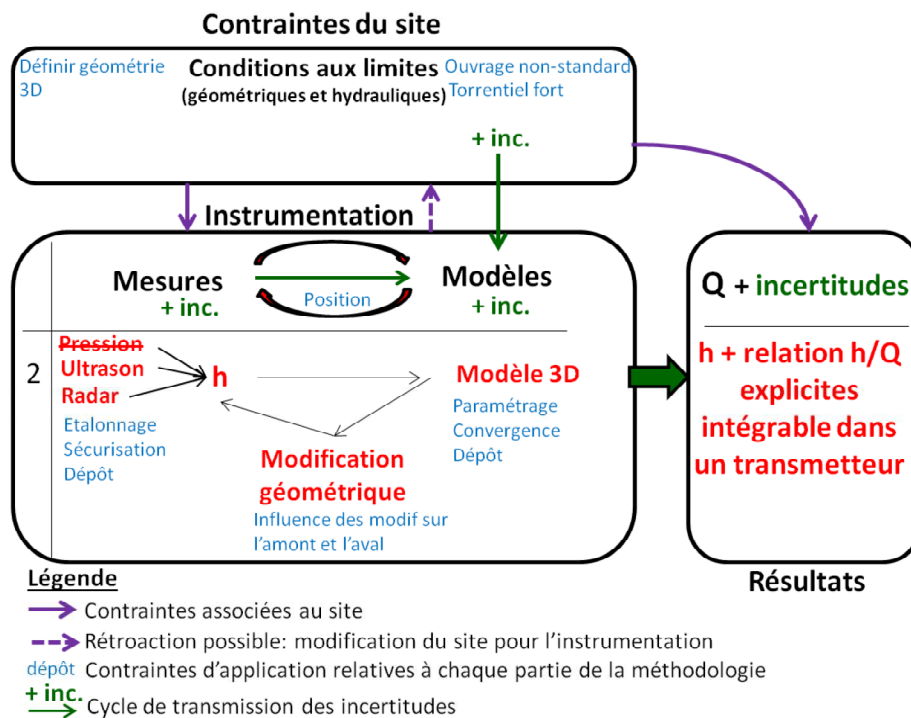 Contraintes du site
Définir géométrie
3D
Conditions aux limites
(géométriques et hydrauliques)
Ouvrage non-standard
Torrentiel fort
+ inc.
Instrumentation
Mesures
+ inc.
Position
Modèles
+ inc.
2
Pression
Ultrason
Radar
Etalonnage
Sécurisation
Dépôt
h
Modification
géométrique
Influence des modif sur
l'amont et l'aval
Modèle 3D
Paramétrage
Convergence
Dépôt
Q + incertitudes
h + relation h/Q
explicites
intégrable dans
un transmetteur
Résultats
Légende
Contraintes associées au site
Rétroaction possible: modification du site pour l'instrumentation
dépôt Contraintes d'application relatives à chaque partie de la méthodologie
+ inc.
Cycle de transmission des incertitudes